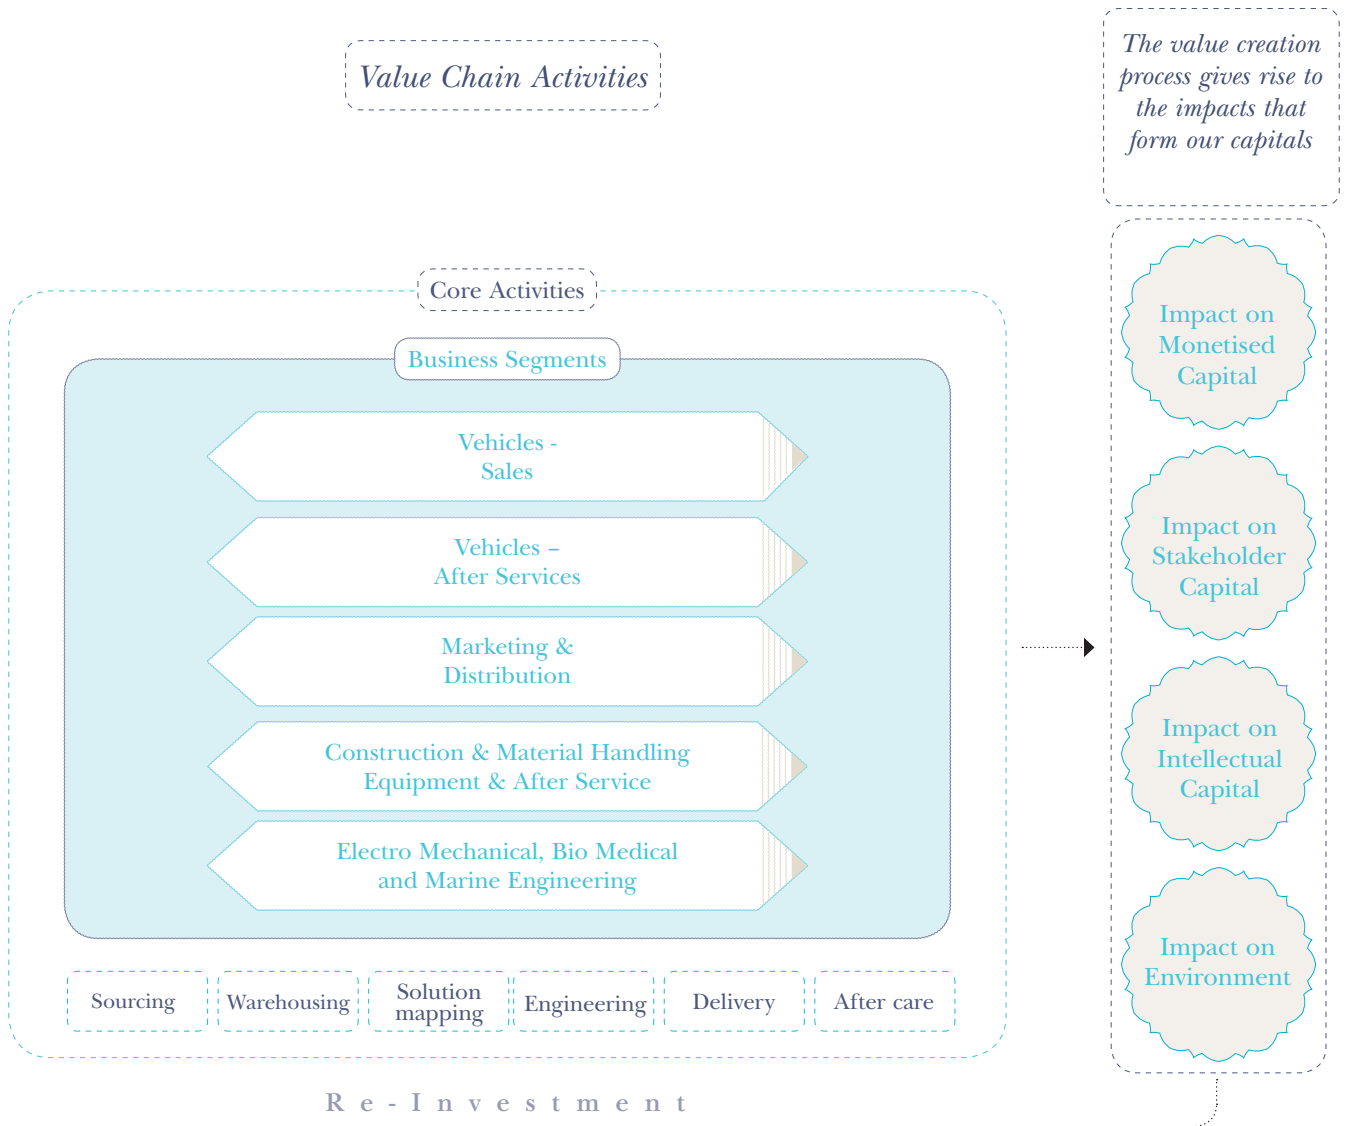 Value Chain Activities
The value creation
process gives rise to
the impacts that
form our capitals
Core Activities
Business Segments
Vehicles -
Sales
Vehicles –
After Services
Marketing &
Distribution
Construction & Material Handling
Equipment & After Service
Electro Mechanical, Bio Medical
and Marine Engineering
Sourcing
Warehousing
Solution
mapping
Engineering
Delivery
After care
Re-Investment
Impact on
Monetised
Capital
Impact on
Stakeholder
Capital
Impact on
Intellectual
Capital
Impact on
Environment